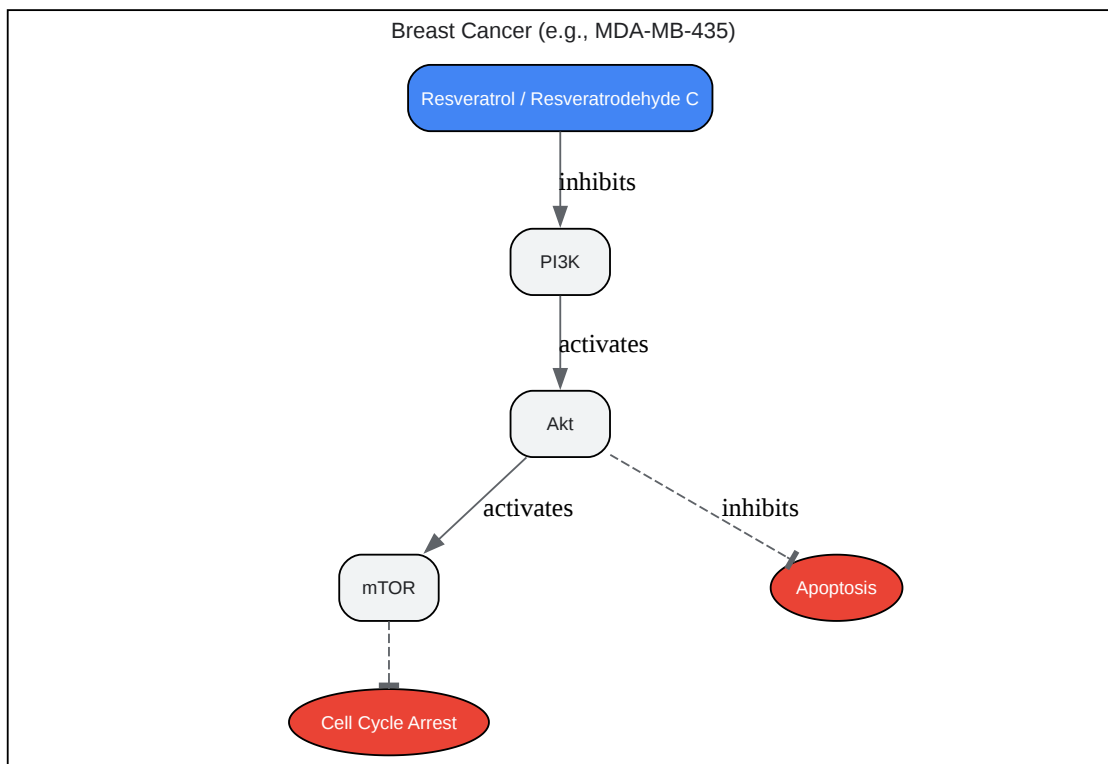 Breast Cancer (e.g., MDA-MB-435)
Resveratrol / Resveratrodehyde C
inhibits
PI3K
activates
Akt
activates
inhibits
mTOR
Apoptosis
Cell Cycle Arrest